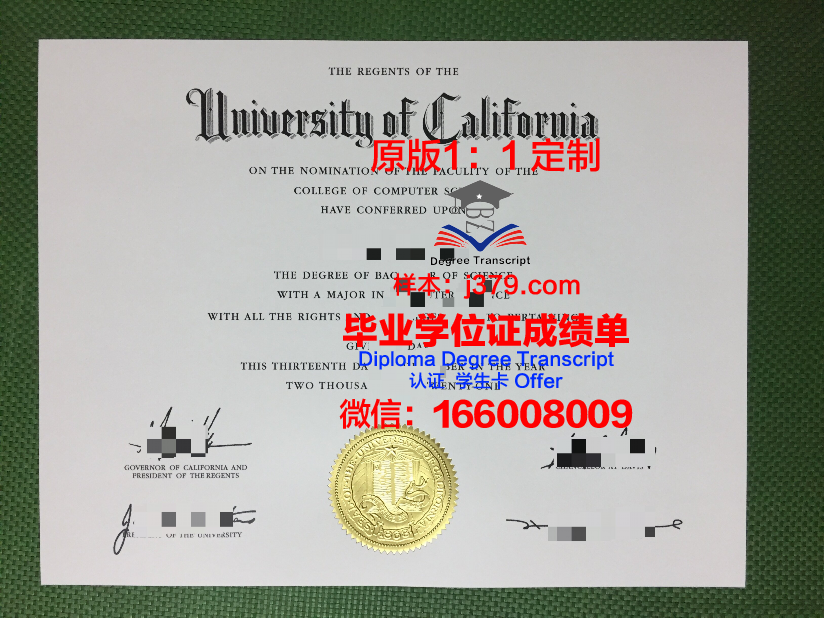 THE REGENTS OF THE
University of California
原版1：1 定制
ON THE NOMINATION OF THE FACULITY OF THE
COLLEGE OF COMPUTER
HAVE CONFERRED UPON
Degree Transcript
THE DEGREE OF OF SCIENCE
样本：j379.com
WITH A MAJOR IN
WITH ALL THE RIGHTS
毕业学位证成绩单
Diploma Degree Transcript
THIS THIRTEENTH IN THE YEAR
认证 学生卡 Offer
TWO
微信：166008009
GOVERNOR OF CALIFORNIA AND
PRESIDENT OF THE REGENTS
CHANCELLOR AT DAVIS
OF THE UNIVERSITY